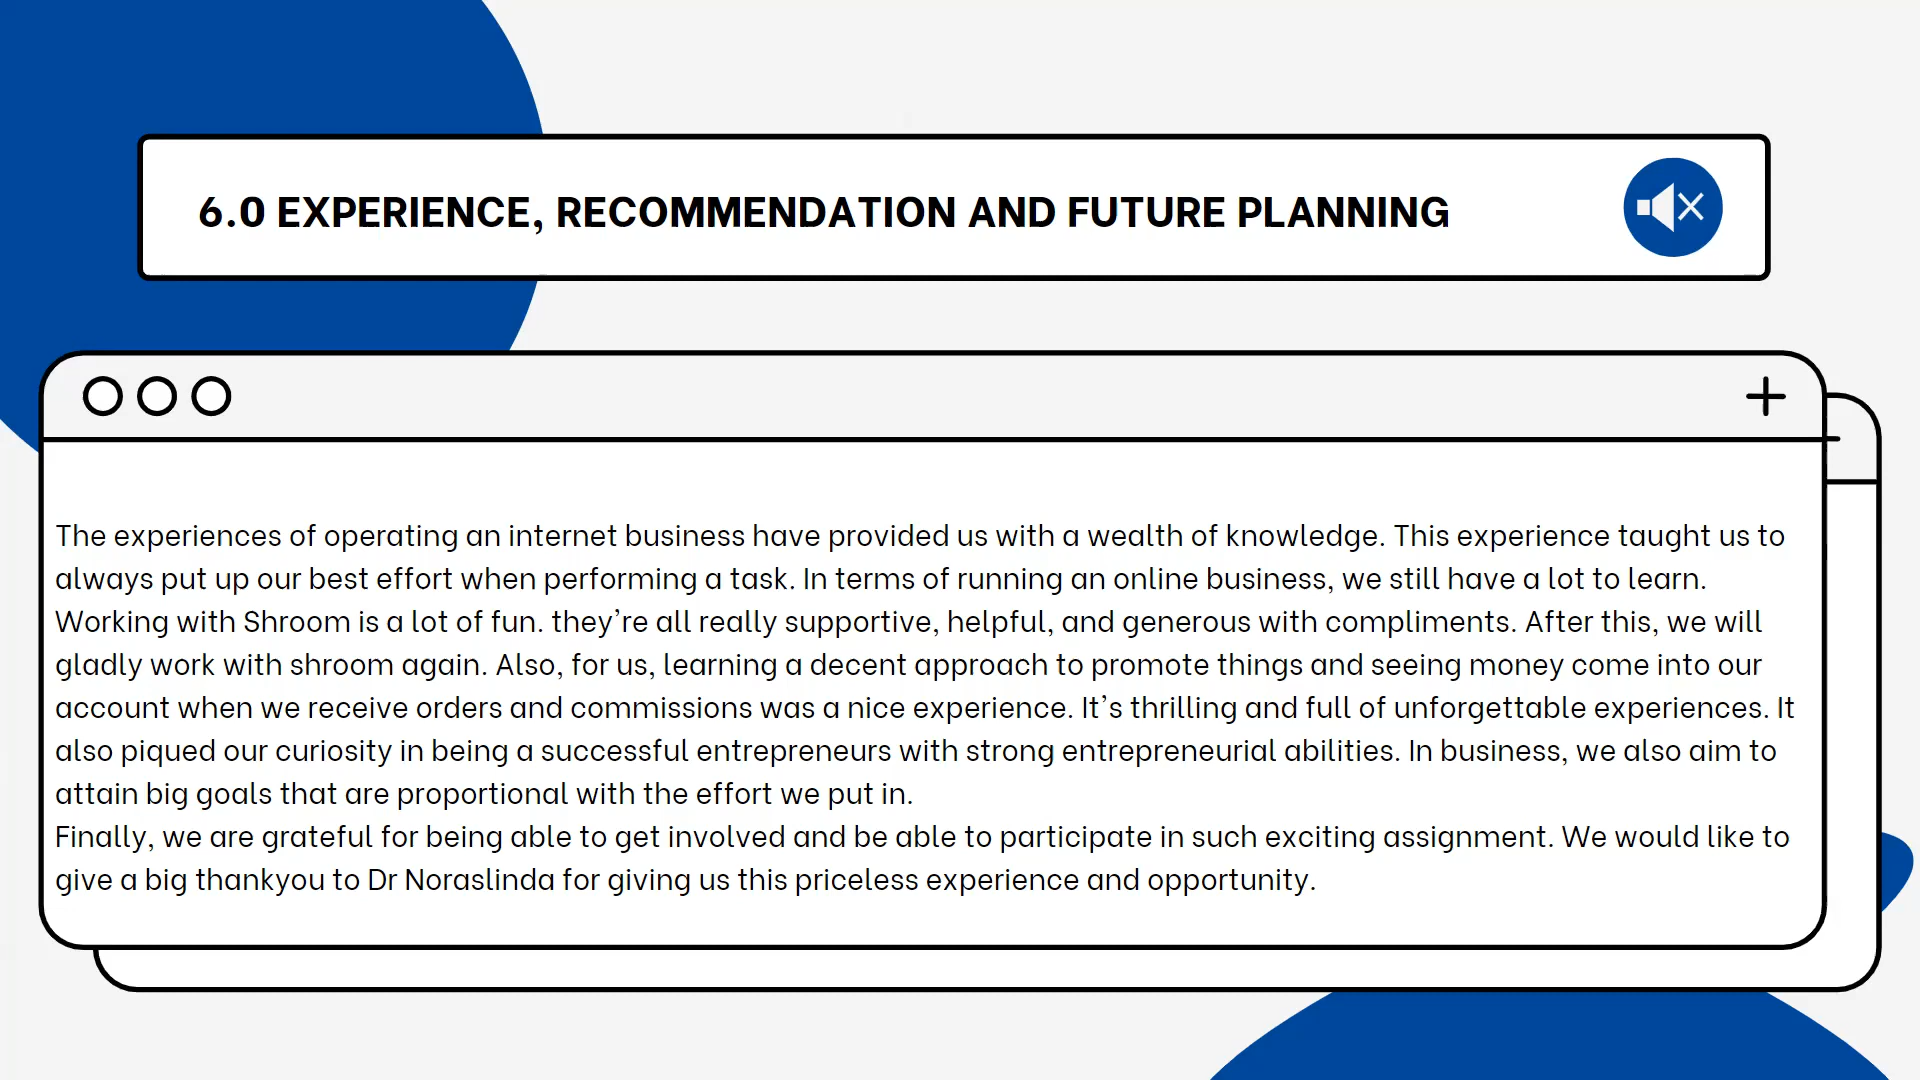 6.0 EXPERIENCE, RECOMMENDATION AND FUTURE PLANNING
The experiences of operating an internet business have provided us with a wealth of knowledge. This experience taught us to
always put up our best effort when performing a task. In terms of running an online business, we still have a lot to learn.
Working with Shroom is a lot of fun. they’re all really supportive, helpful, and generous with compliments. After this, we will
gladly work with shroom again. Also, for us, learning a decent approach to promote things and seeing money come into our
account when we receive orders and commissions was a nice experience. It’s thrilling and full of unforgettable experiences. It
also piqued our curiosity in being a successful entrepreneurs with strong entrepreneurial abilities. In business, we also aim to
attain big goals that are proportional with the effort we put in.
Finally, we are grateful for being able to get involved and be able to participate in such exciting assignment. We would like to
give a big thankyou to Dr Noraslinda for giving us this priceless experience and opportunity.